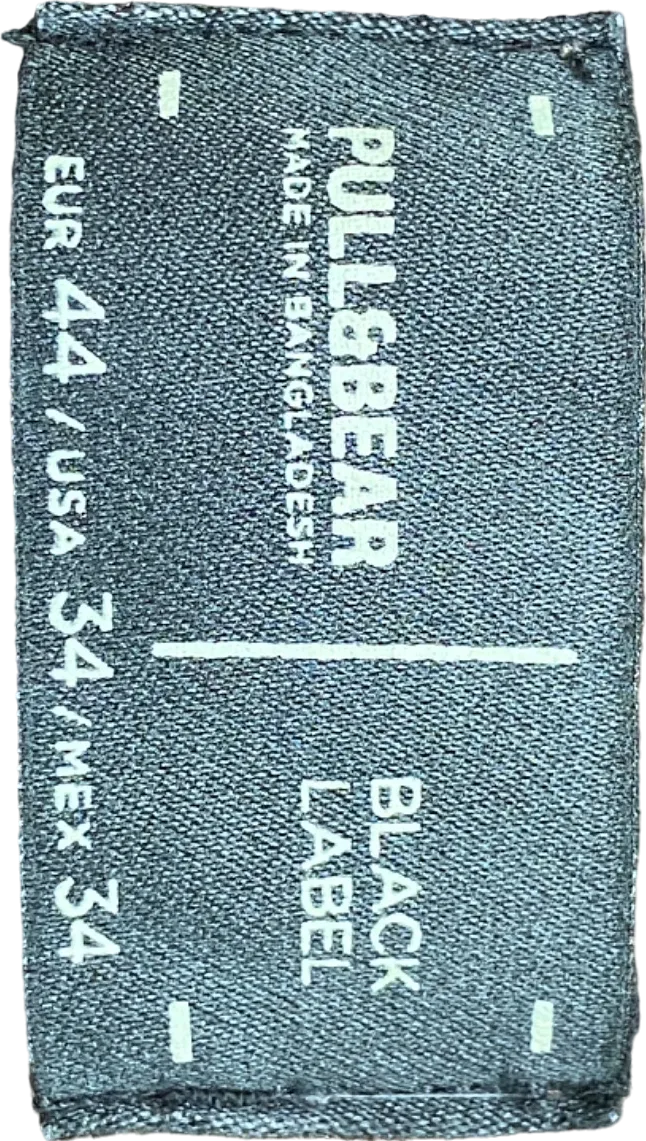 PULL&BEAR
MADE IN BANGLADESH
BLACK
LABEL
EUR 44 / USA 34 / MEX 34